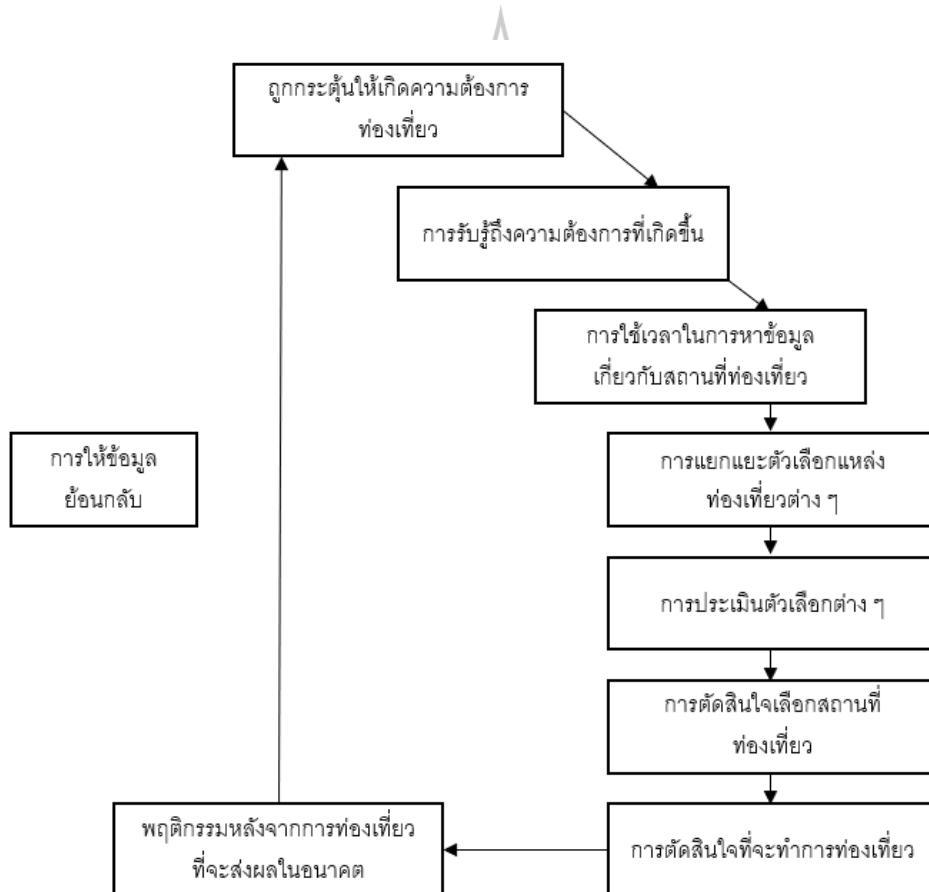 ถูกกระตุ้นให้เกิดความต้องการ
ท่องเที่ยว
การรับรู้ถึงความต้องการที่เกิดขึ้น
การใช้เวลาในการหาข้อมูล
เกี่ยวกับสถานที่ท่องเที่ยว
การให้ข้อมูล
ย้อนกลับ
การแยกแยะตัวเลือกแหล่ง
ท่องเที่ยวต่าง ๆ
การประเมินตัวเลือกต่าง ๆ
การตัดสินใจเลือกสถานที่
ท่องเที่ยว
การตัดสินใจที่จะทำการท่องเที่ยว
พฤติกรรมหลังจากการท่องเที่ยว
ที่จะส่งผลในอนาคต